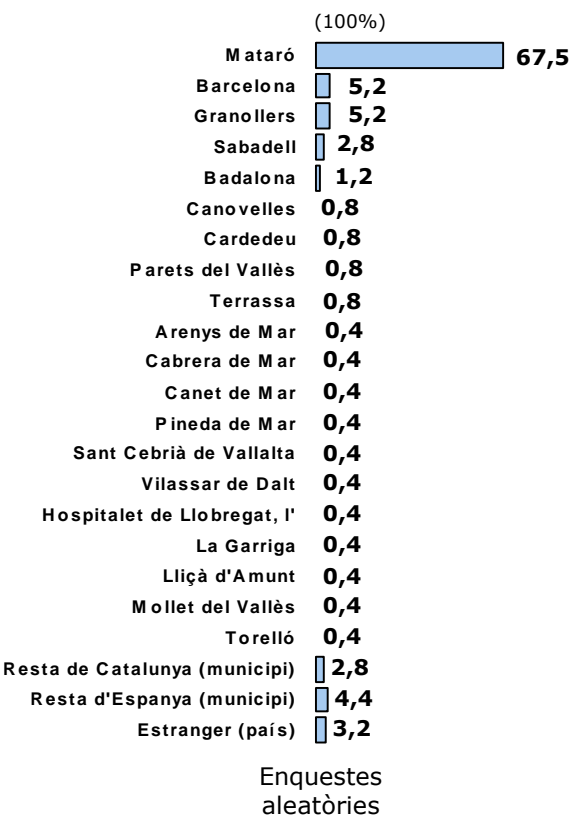 (100%)
Mataró 67,5
Barcelona 5,2
Granollers 5,2
Sabadell 2,8
Badalona 1,2
Canovelles 0,8
Cardedeu 0,8
Parets del Vallès 0,8
Terrassa 0,8
Arenys de Mar 0,4
Cabrera de Mar 0,4
Canet de Mar 0,4
Pineda de Mar 0,4
Sant Cebrià de Vallalta 0,4
Vilassar de Dalt 0,4
Hospitalet de Llobregat, l' 0,4
La Garriga 0,4
Lliçà d'Amunt 0,4
Mollet del Vallès 0,4
Torelló 0,4
Resta de Catalunya (municipi) 2,8
Resta d'Espanya (municipi) 4,4
Estranger (país) 3,2
Enquestes
aleatòries